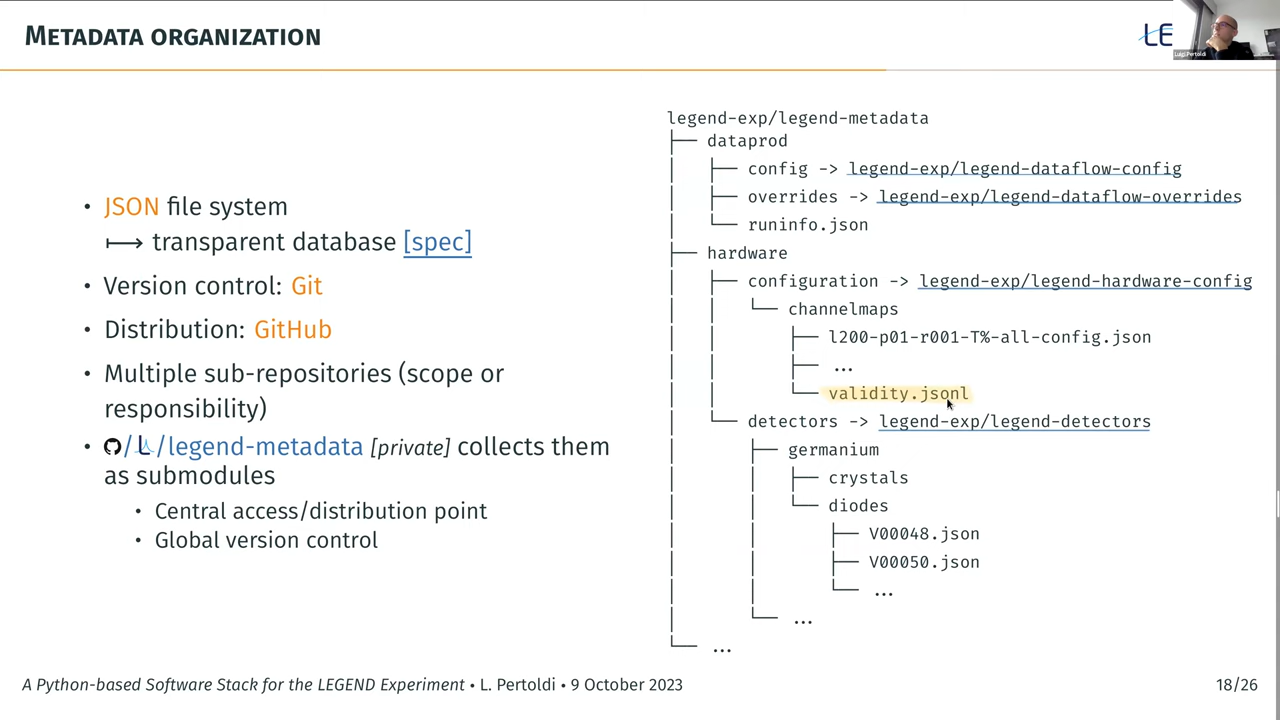 METADATA ORGANIZATION
LE
Luigi Pertoldi
• JSON file system
⟼ transparent database [spec]
• Version control: Git
• Distribution: GitHub
• Multiple sub-repositories (scope or
responsibility)
• /L/legend-metadata [private] collects them
as submodules
• Central access/distribution point
• Global version control
legend-exp/legend-metadata
├── dataprod
│   ├── config -> legend-exp/legend-dataflow-config
│   ├── overrides -> legend-exp/legend-dataflow-overrides
│   └── runinfo.json
├── hardware
│   ├── configuration -> legend-exp/legend-hardware-config
│   │   └── channelmaps
│   │       ├── l200-p01-r001-T%-all-config.json
│   │       ├── ...
│   │       └── validity.jsonl
│   └── detectors -> legend-exp/legend-detectors
│       ├── germanium
│       │   ├── crystals
│       │   └── diodes
│       │       ├── V00048.json
│       │       ├── V00050.json
│       │       └── ...
│       └── ...
└── ...
A Python-based Software Stack for the LEGEND Experiment • L. Pertoldi • 9 October 2023
18/26